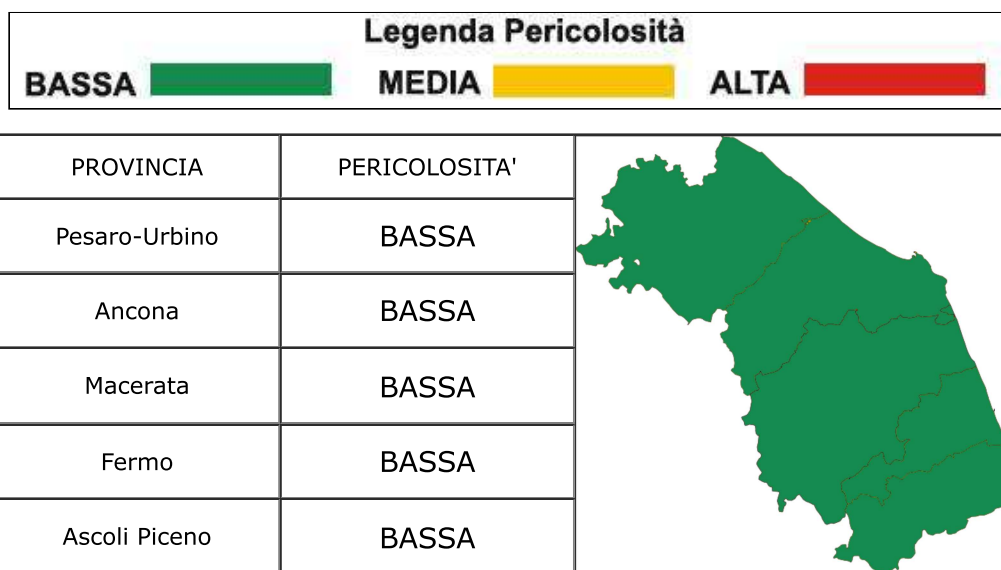 Legenda Pericolosità
BASSA MEDIA ALTA
PROVINCIA PERICOLOSITA'
Pesaro-Urbino BASSA
Ancona BASSA
Macerata BASSA
Fermo BASSA
Ascoli Piceno BASSA